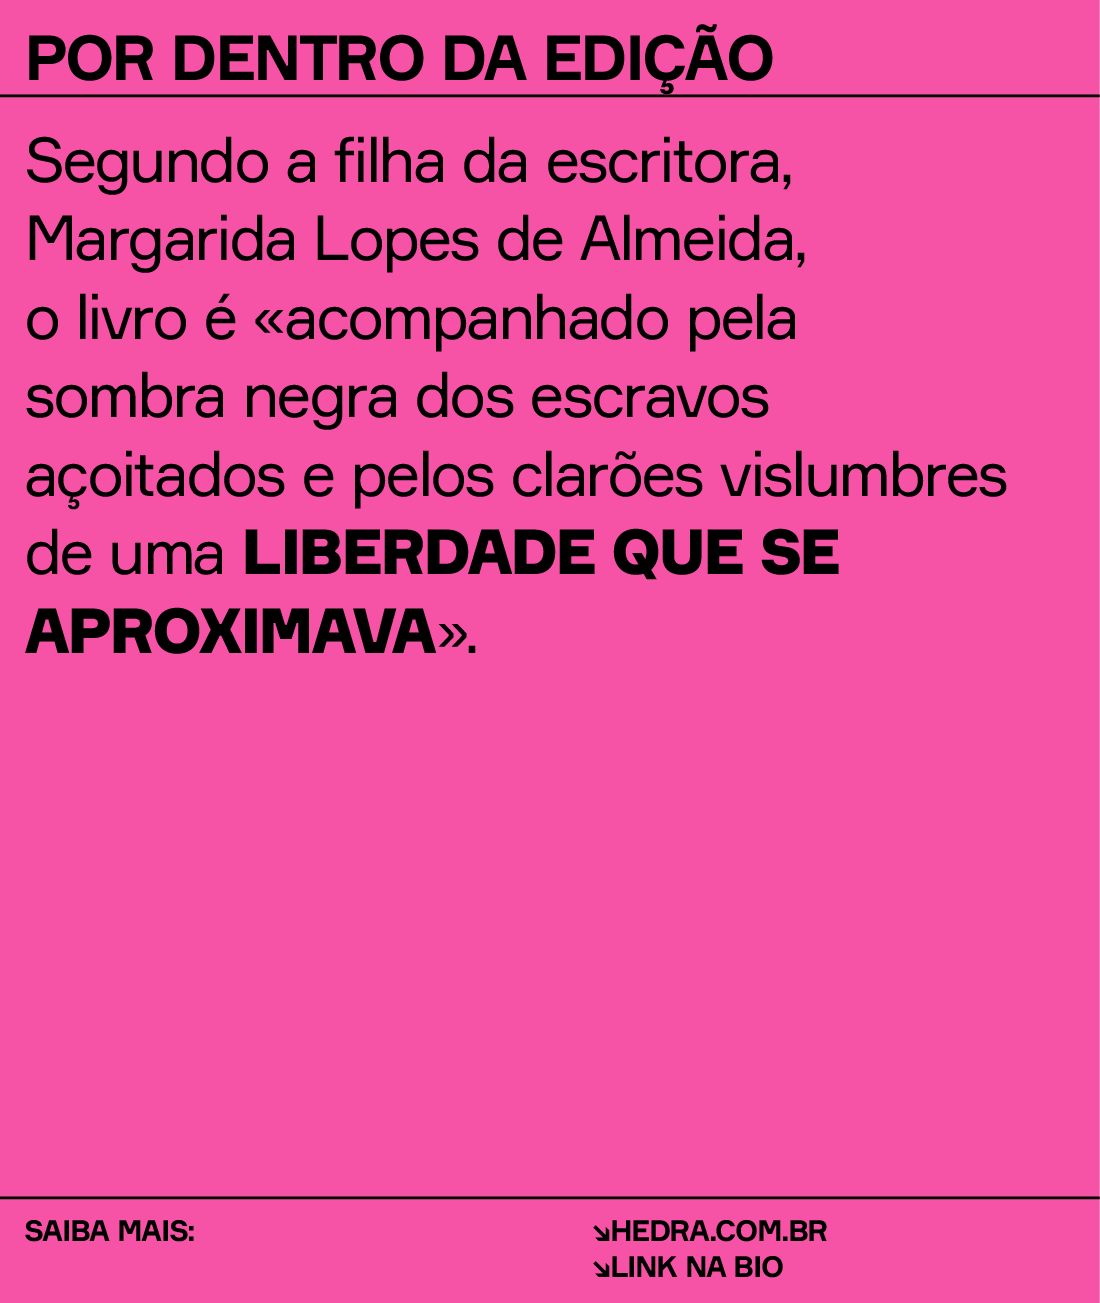 POR DENTRO DA EDIÇÃO
Segundo a filha da escritora,
Margarida Lopes de Almeida,
o livro é «acompanhado pela
sombra negra dos escravos
açoitados e pelos clarões vislumbres
de uma LIBERDADE QUE SE
APROXIMAVA».
SAIBA MAIS:
↘HEDRA.COM.BR
↘LINK NA BIO